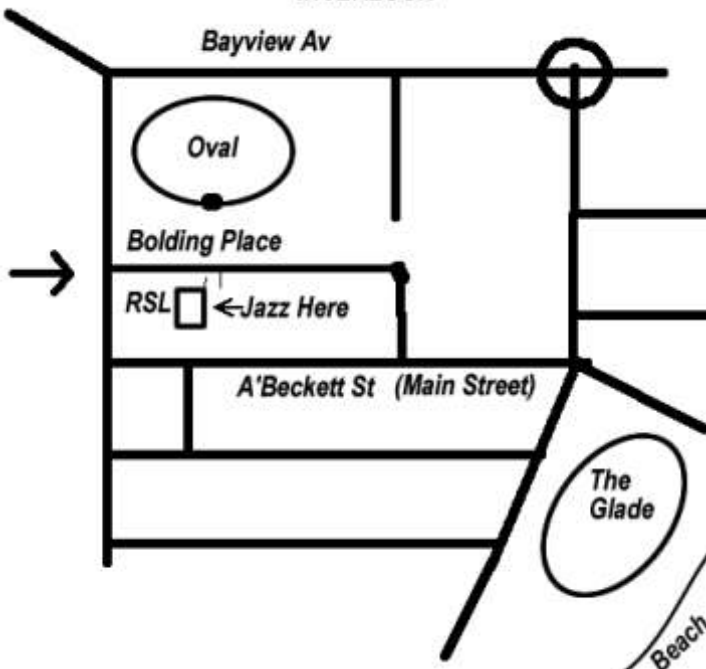 Bayview Av
Oval
Bolding Place
RSL
Jazz Here
A'Beckett St (Main Street)
The
Glade
Beach